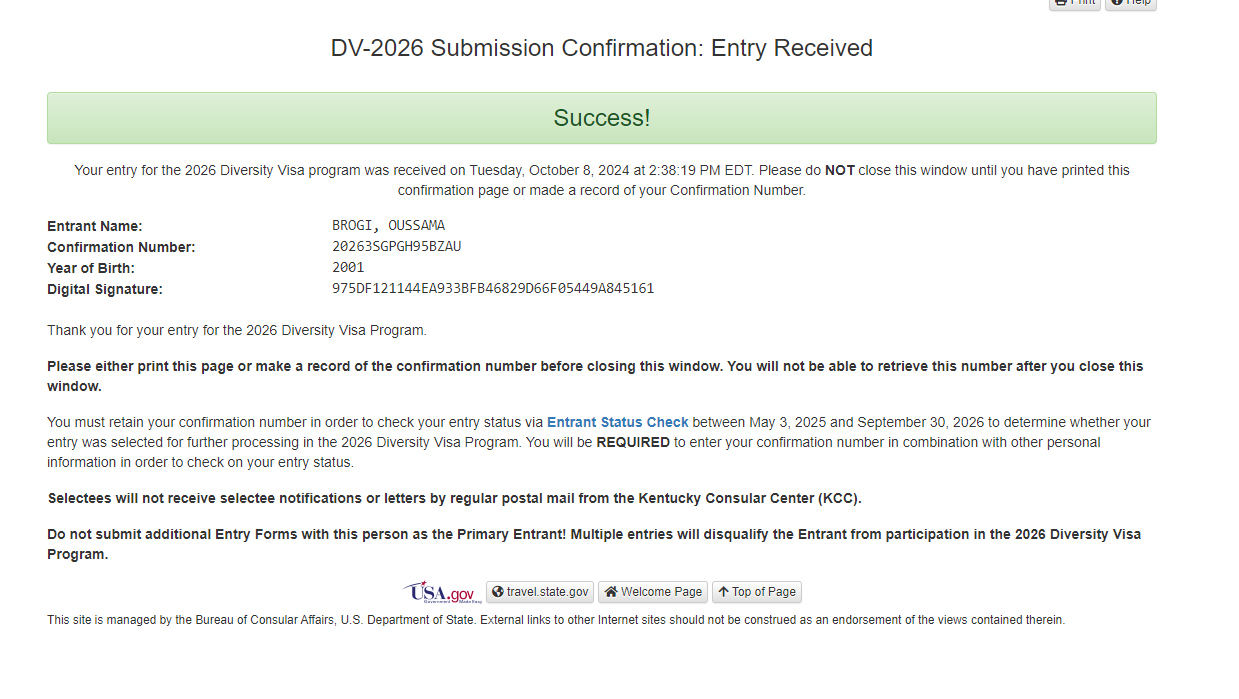 Print Help
DV-2026 Submission Confirmation: Entry Received
Success!
Your entry for the 2026 Diversity Visa program was received on Tuesday, October 8, 2024 at 2:38:19 PM EDT. Please do NOT close this window until you have printed this
confirmation page or made a record of your Confirmation Number.
Entrant Name: BROGI, OUSSAMA
Confirmation Number: 20263SGPGH95BZAU
Year of Birth: 2001
Digital Signature: 975DF121144EA933BFB46829D66F05449A845161
Thank you for your entry for the 2026 Diversity Visa Program.
Please either print this page or make a record of the confirmation number before closing this window. You will not be able to retrieve this number after you close this
window.
You must retain your confirmation number in order to check your entry status via Entrant Status Check between May 3, 2025 and September 30, 2026 to determine whether your
entry was selected for further processing in the 2026 Diversity Visa Program. You will be REQUIRED to enter your confirmation number in combination with other personal
information in order to check on your entry status.
Selectees will not receive selectee notifications or letters by regular postal mail from the Kentucky Consular Center (KCC).
Do not submit additional Entry Forms with this person as the Primary Entrant! Multiple entries will disqualify the Entrant from participation in the 2026 Diversity Visa
Program.
USA.gov travel.state.gov Welcome Page Top of Page
Government Made Easy
This site is managed by the Bureau of Consular Affairs, U.S. Department of State. External links to other Internet sites should not be construed as an endorsement of the views contained therein.